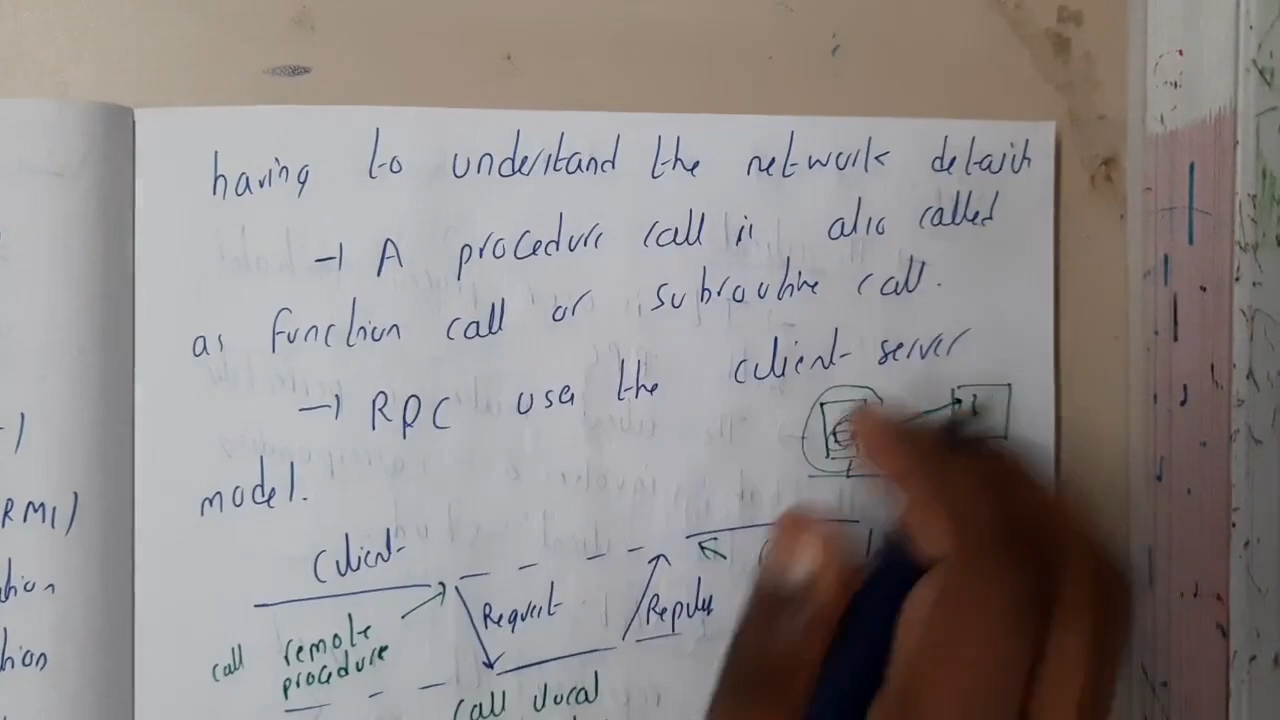 having to understand the network details
→ A procedure call is also called
as function call or subroutine call.
→ RPC uses the client-server
model.
RMI)
Client
Request
Reply
call remote
procedure
call local